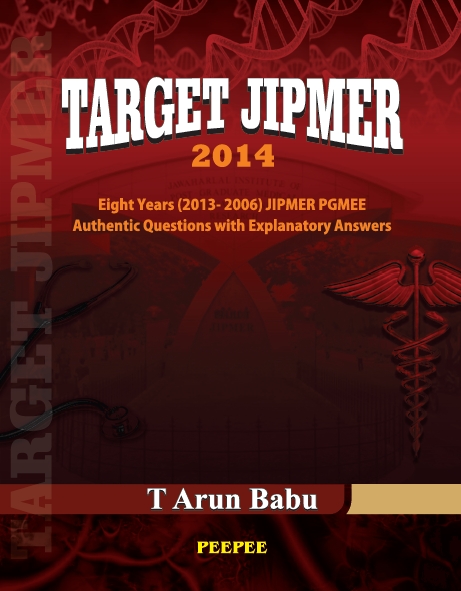 TARGET JIPMER
TARGET JIPMER
2014
Eight Years (2013- 2006) JIPMER PGMEE
Authentic Questions with Explanatory Answers
T Arun Babu
PEEPEE